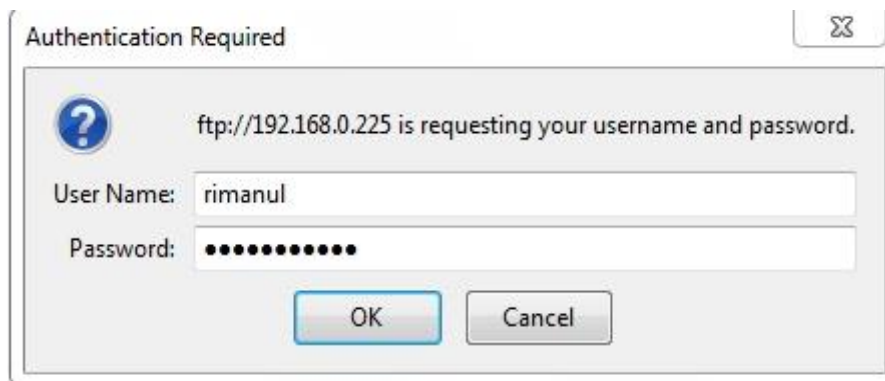 Authentication Required
ftp://192.168.0.225 is requesting your username and password.
User Name: rimanul
Password: ●●●●●●●●●●●
OK Cancel